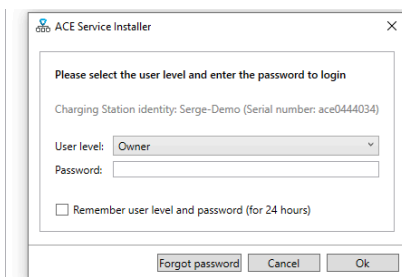 ACE Service Installer
Please select the user level and enter the password to login
Charging Station identity: Serge-Demo (Serial number: ace0444034)
User level: Owner
Password:
Remember user level and password (for 24 hours)
Forgot password Cancel Ok